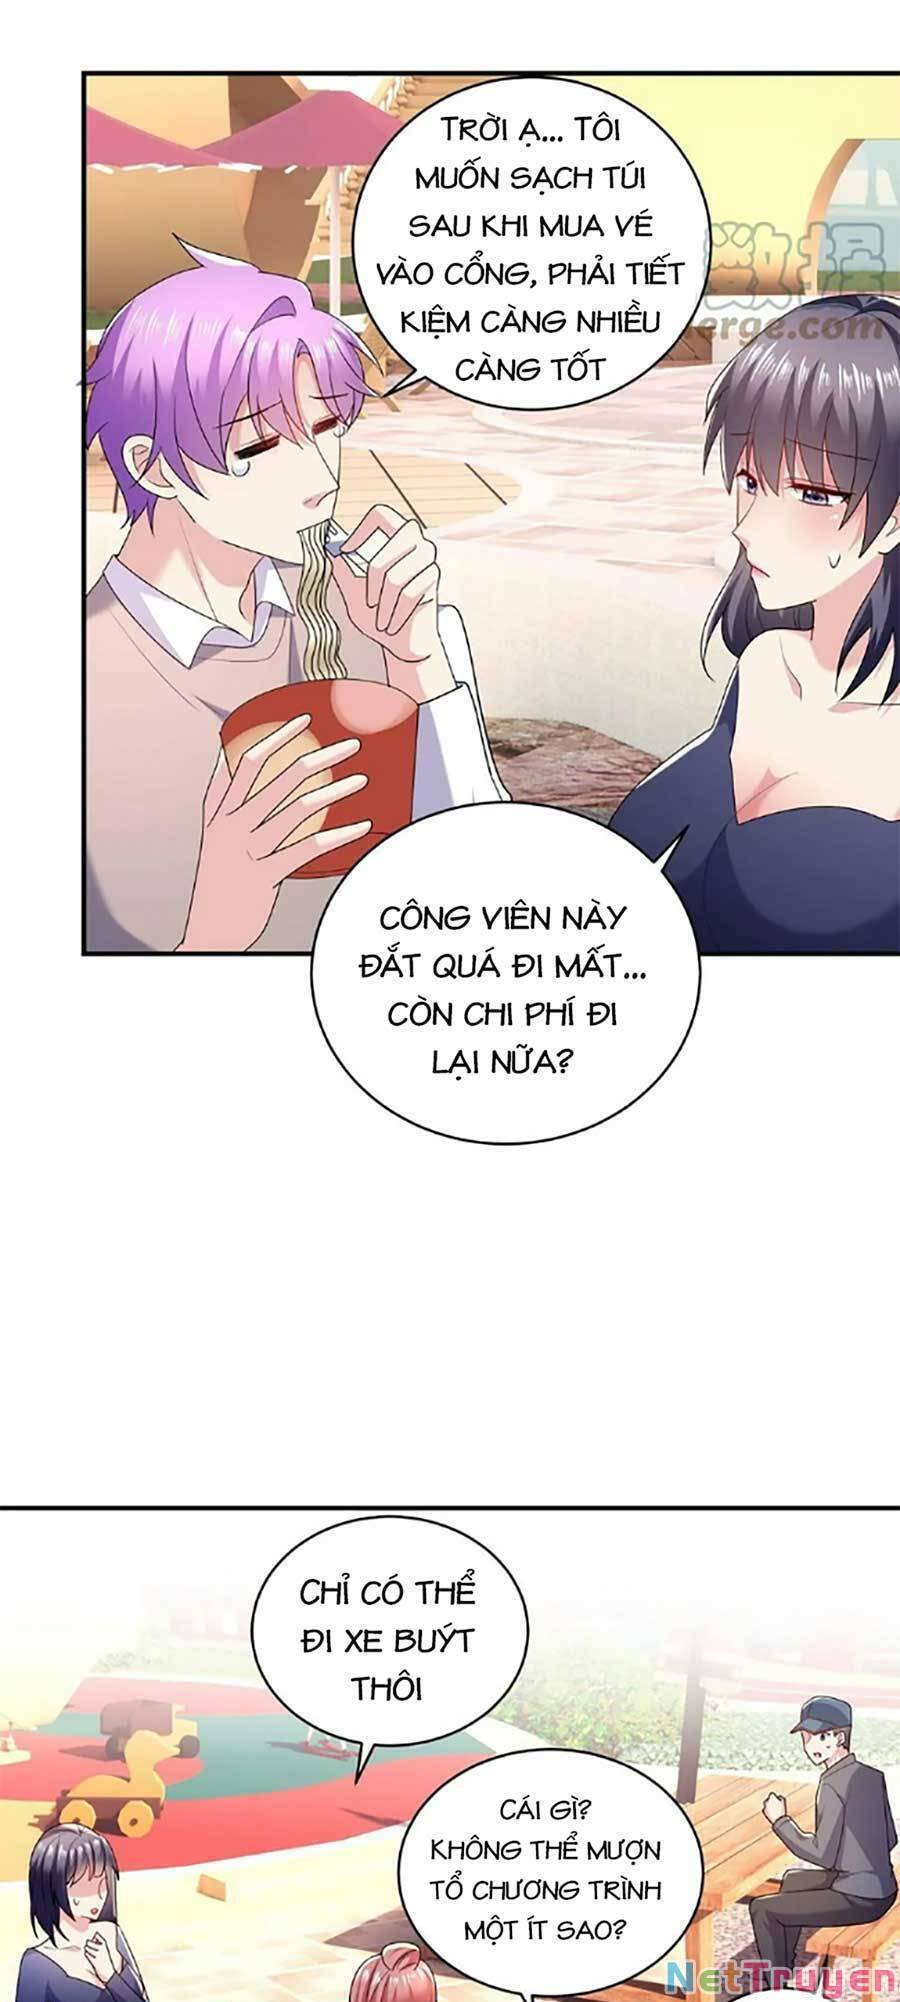 TRỜI Ạ... TÔI
MUỐN SẠCH TÚI
SAU KHI MUA VÉ
VÀO CỔNG, PHẢI TIẾT
KIỆM CÀNG NHIỀU
CÀNG TỐT
erge.com
CÔNG VIÊN NÀY
ĐẮT QUÁ ĐI MẤT...
CÒN CHI PHÍ ĐI
LẠI NỮA?
CHỈ CÓ THỂ
ĐI XE BUÝT
THÔI
CÁI GÌ?
KHÔNG THỂ MƯỢN
TỔ CHƯƠNG TRÌNH
MỘT ÍT SAO?
NetTruyen